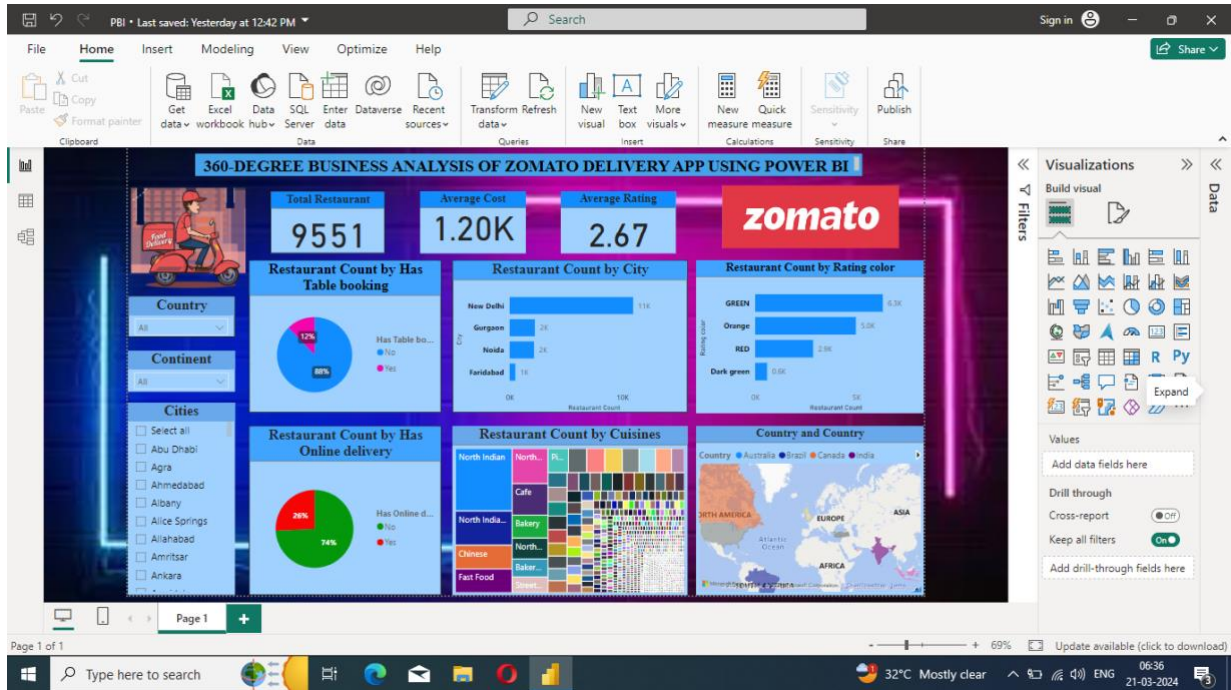 PBI • Last saved: Yesterday at 12:42 PM
Search
Sign in
File Home Insert Modeling View Optimize Help
Share
Paste
Cut
Copy
Format painter
Clipboard
Get data
Excel workbook
Data hub
SQL Server
Enter data
Dataverse
Recent sources
Data
Transform data
Refresh
Queries
New visual
Text box
More visuals
Insert
New measure
Quick measure
Calculations
Sensitivity
Sensitivity
Publish
Share
360-DEGREE BUSINESS ANALYSIS OF ZOMATO DELIVERY APP USING POWER BI
Food
Delivery
Total Restaurant
9551
Average Cost
1.20K
Average Rating
2.67
zomato
Country
All
Continent
All
Cities
Select all
Abu Dhabi
Agra
Ahmedabad
Albany
Alice Springs
Allahabad
Amritsar
Ankara
Restaurant Count by Has
Table booking
12%
88%
Has Table bo...
No
Yes
Restaurant Count by City
City
New Delhi 11K
Gurgaon 2K
Noida 2K
Faridabad 1K
0K 10K
Restaurant Count
Restaurant Count by Rating color
Rating color
GREEN 6.3K
Orange 5.0K
RED 2.9K
Dark green 0.6K
0K 5K
Restaurant Count
Restaurant Count by Has
Online delivery
26%
74%
Has Online d...
No
Yes
Restaurant Count by Cuisines
North Indian
North...
Pi...
Cafe
North India...
Bakery
Chinese
North...
Baker...
Fast Food
Street...
Country and Country
Country Australia Brazil Canada India
NORTH AMERICA
EUROPE
ASIA
Atlantic
Ocean
AFRICA
Filters
Visualizations
Build visual
R Py
Expand
Values
Add data fields here
Drill through
Cross-report
Off
Keep all filters
On
Add drill-through fields here
Data
Page 1
Page 1 of 1
69%
Update available (click to download)
Type here to search
32°C Mostly clear
ENG
06:36
21-03-2024
3